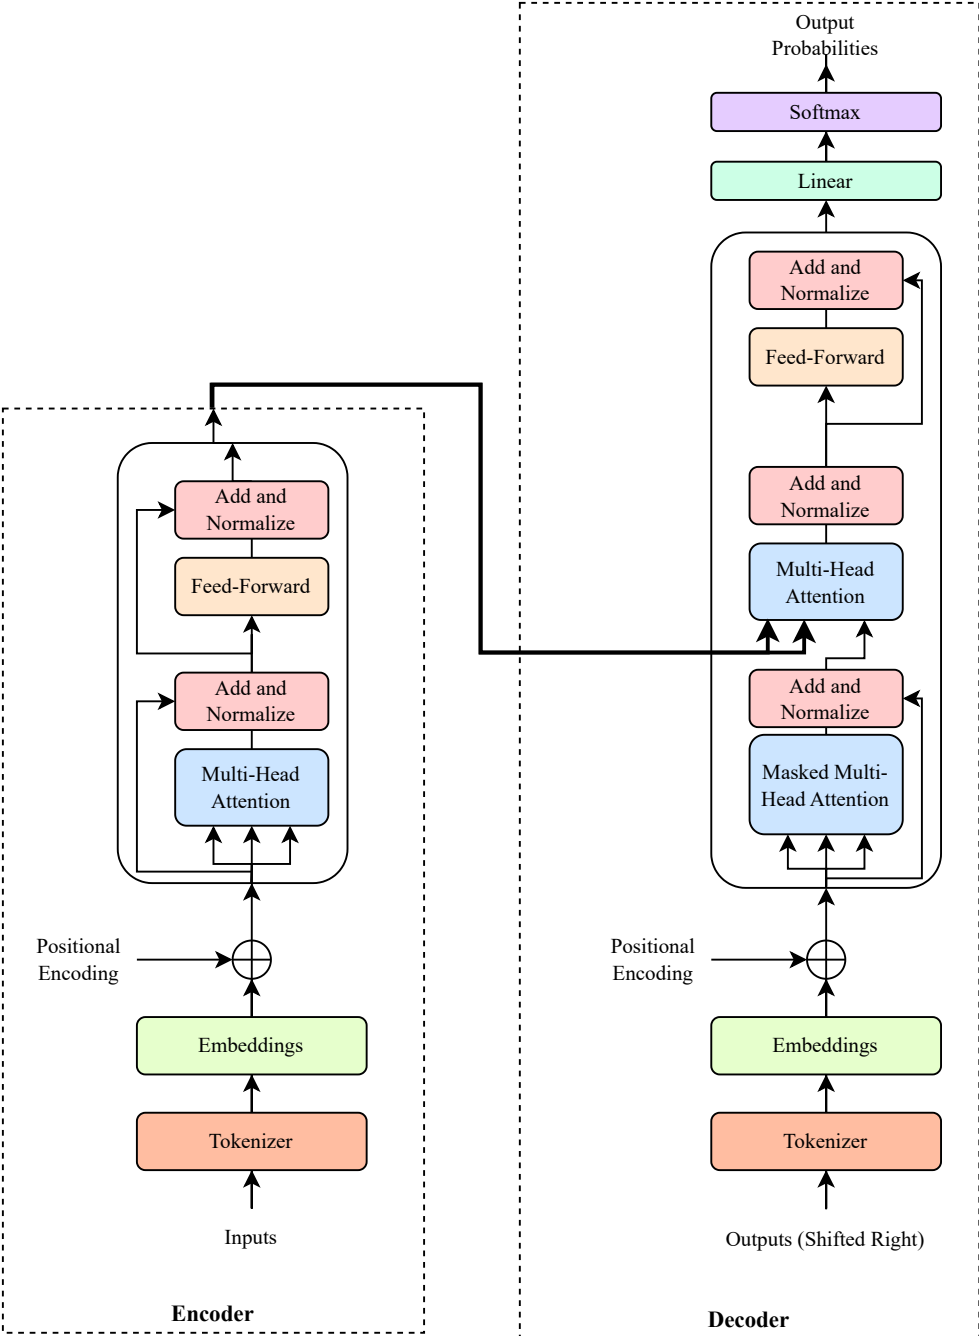 Output
Probabilities
Softmax
Linear
Add and
Normalize
Feed-Forward
Add and
Normalize
Multi-Head
Attention
Add and
Normalize
Masked Multi-
Head Attention
Positional
Encoding
Embeddings
Tokenizer
Outputs (Shifted Right)
Decoder
Add and
Normalize
Feed-Forward
Add and
Normalize
Multi-Head
Attention
Positional
Encoding
Embeddings
Tokenizer
Inputs
Encoder